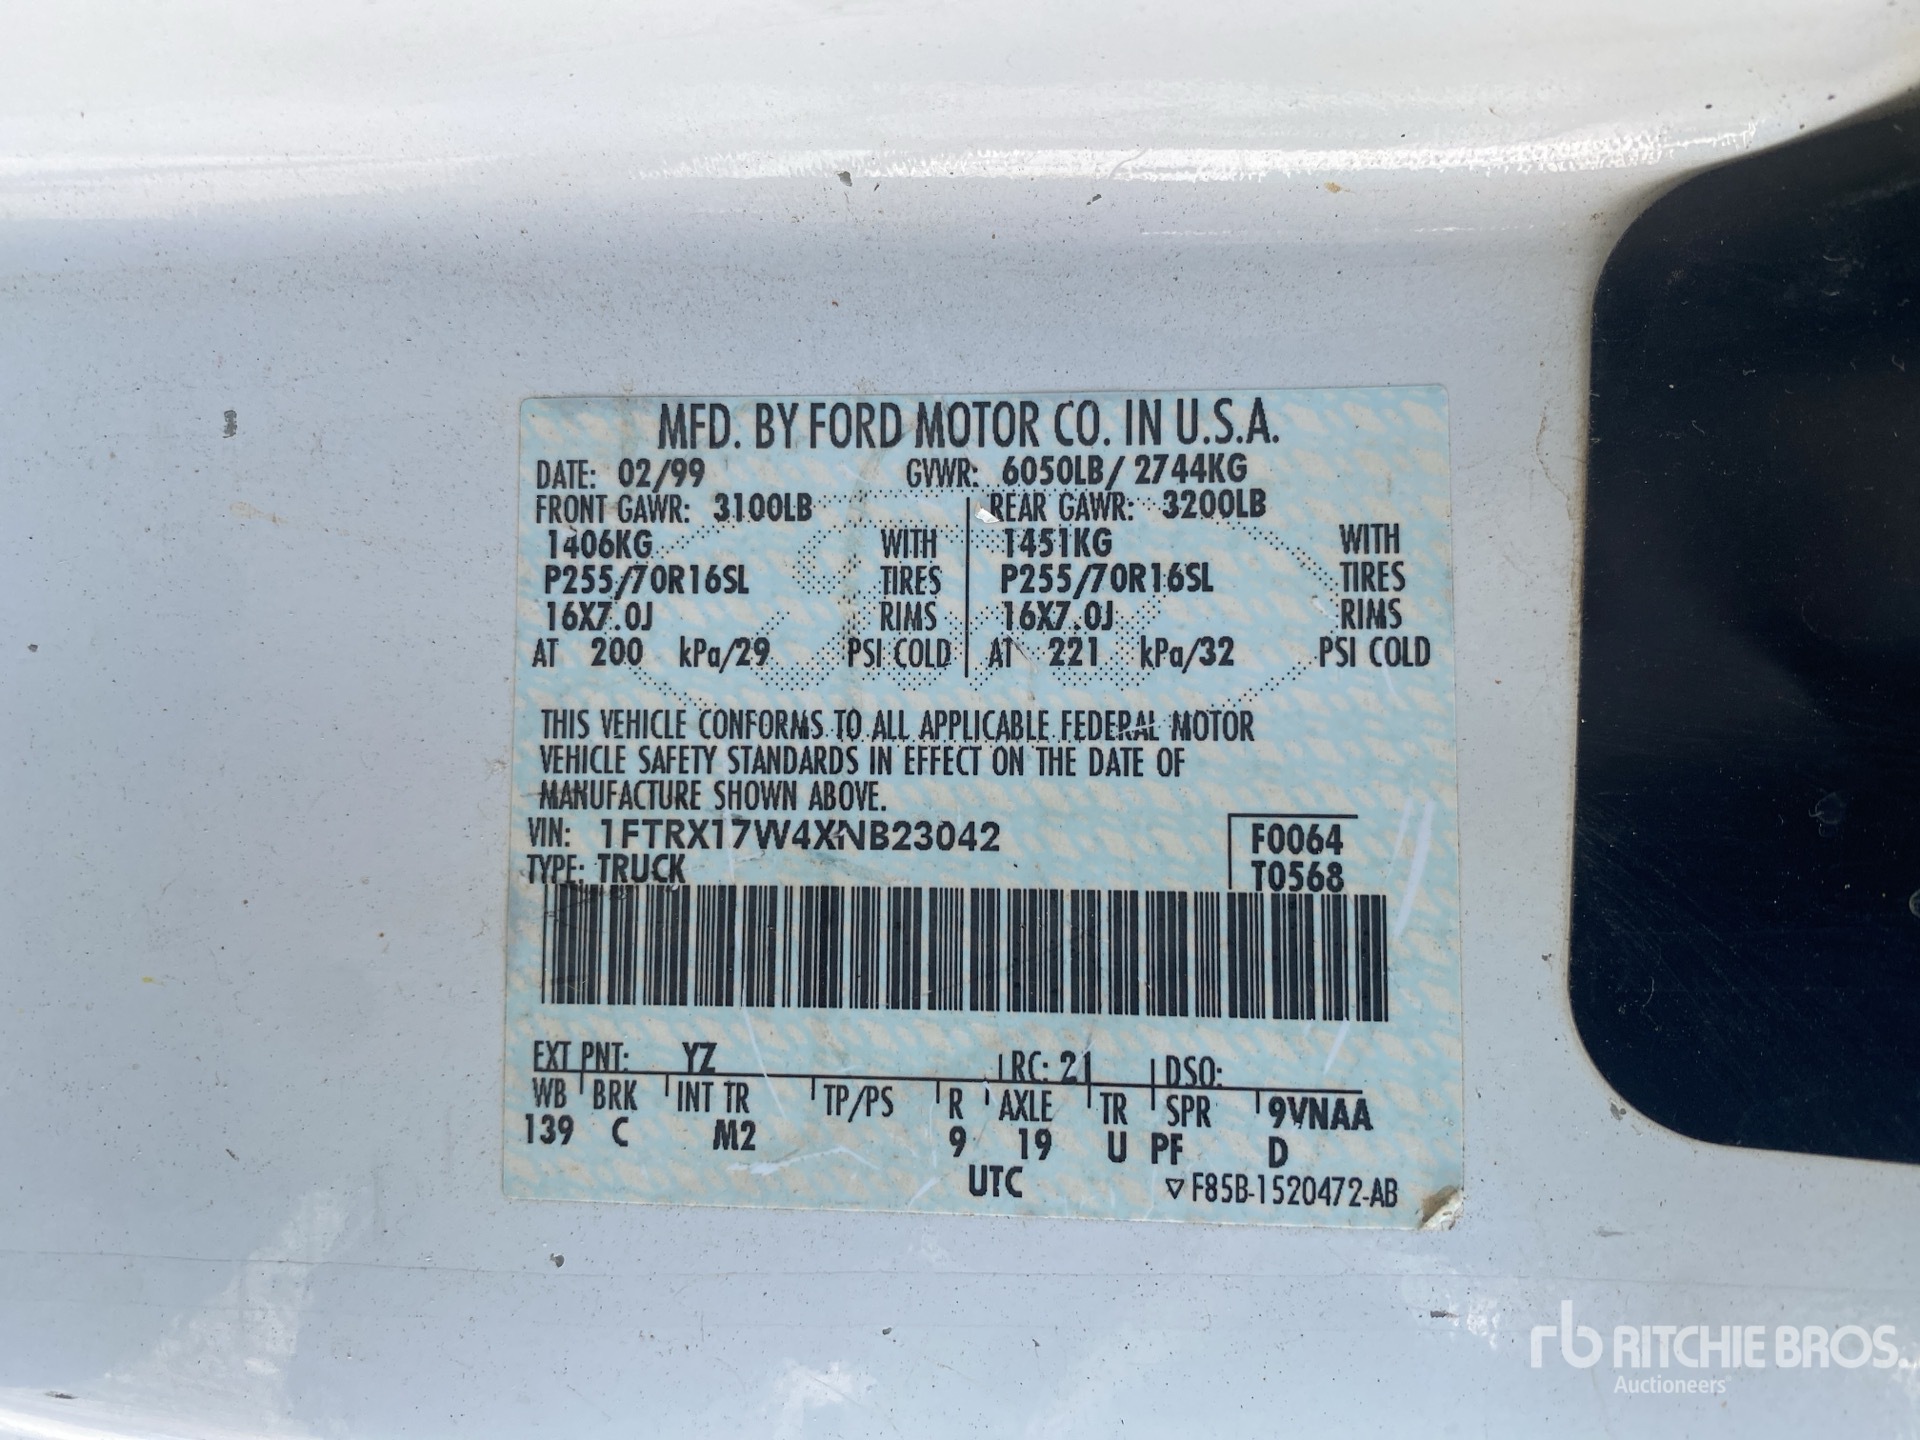 MFD. BY FORD MOTOR CO. IN U.S.A.
DATE: 02/99 GVWR: 6050LB/ 2744KG
FRONT GAWR: 3100LB REAR GAWR: 3200LB
1406KG WITH 1451KG WITH
P255/70R16SL TIRES P255/70R16SL TIRES
16X7.0J RIMS 16X7.0J RIMS
AT 200 kPa/29 PSI COLD AT 221 kPa/32 PSI COLD
THIS VEHICLE CONFORMS TO ALL APPLICABLE FEDERAL MOTOR
VEHICLE SAFETY STANDARDS IN EFFECT ON THE DATE OF
MANUFACTURE SHOWN ABOVE.
VIN: 1FTRX17W4XNB23042 F0064
TYPE: TRUCK T0568
EXT PNT: YZ RC: 21 DSO:
WB BRK INT TR TP/PS R AXLE TR SPR 9VNAA
139 C M2 9 19 U PF D
UTC ▽F85B-1520472-AB
rb RITCHIE BROS.
Auctioneers